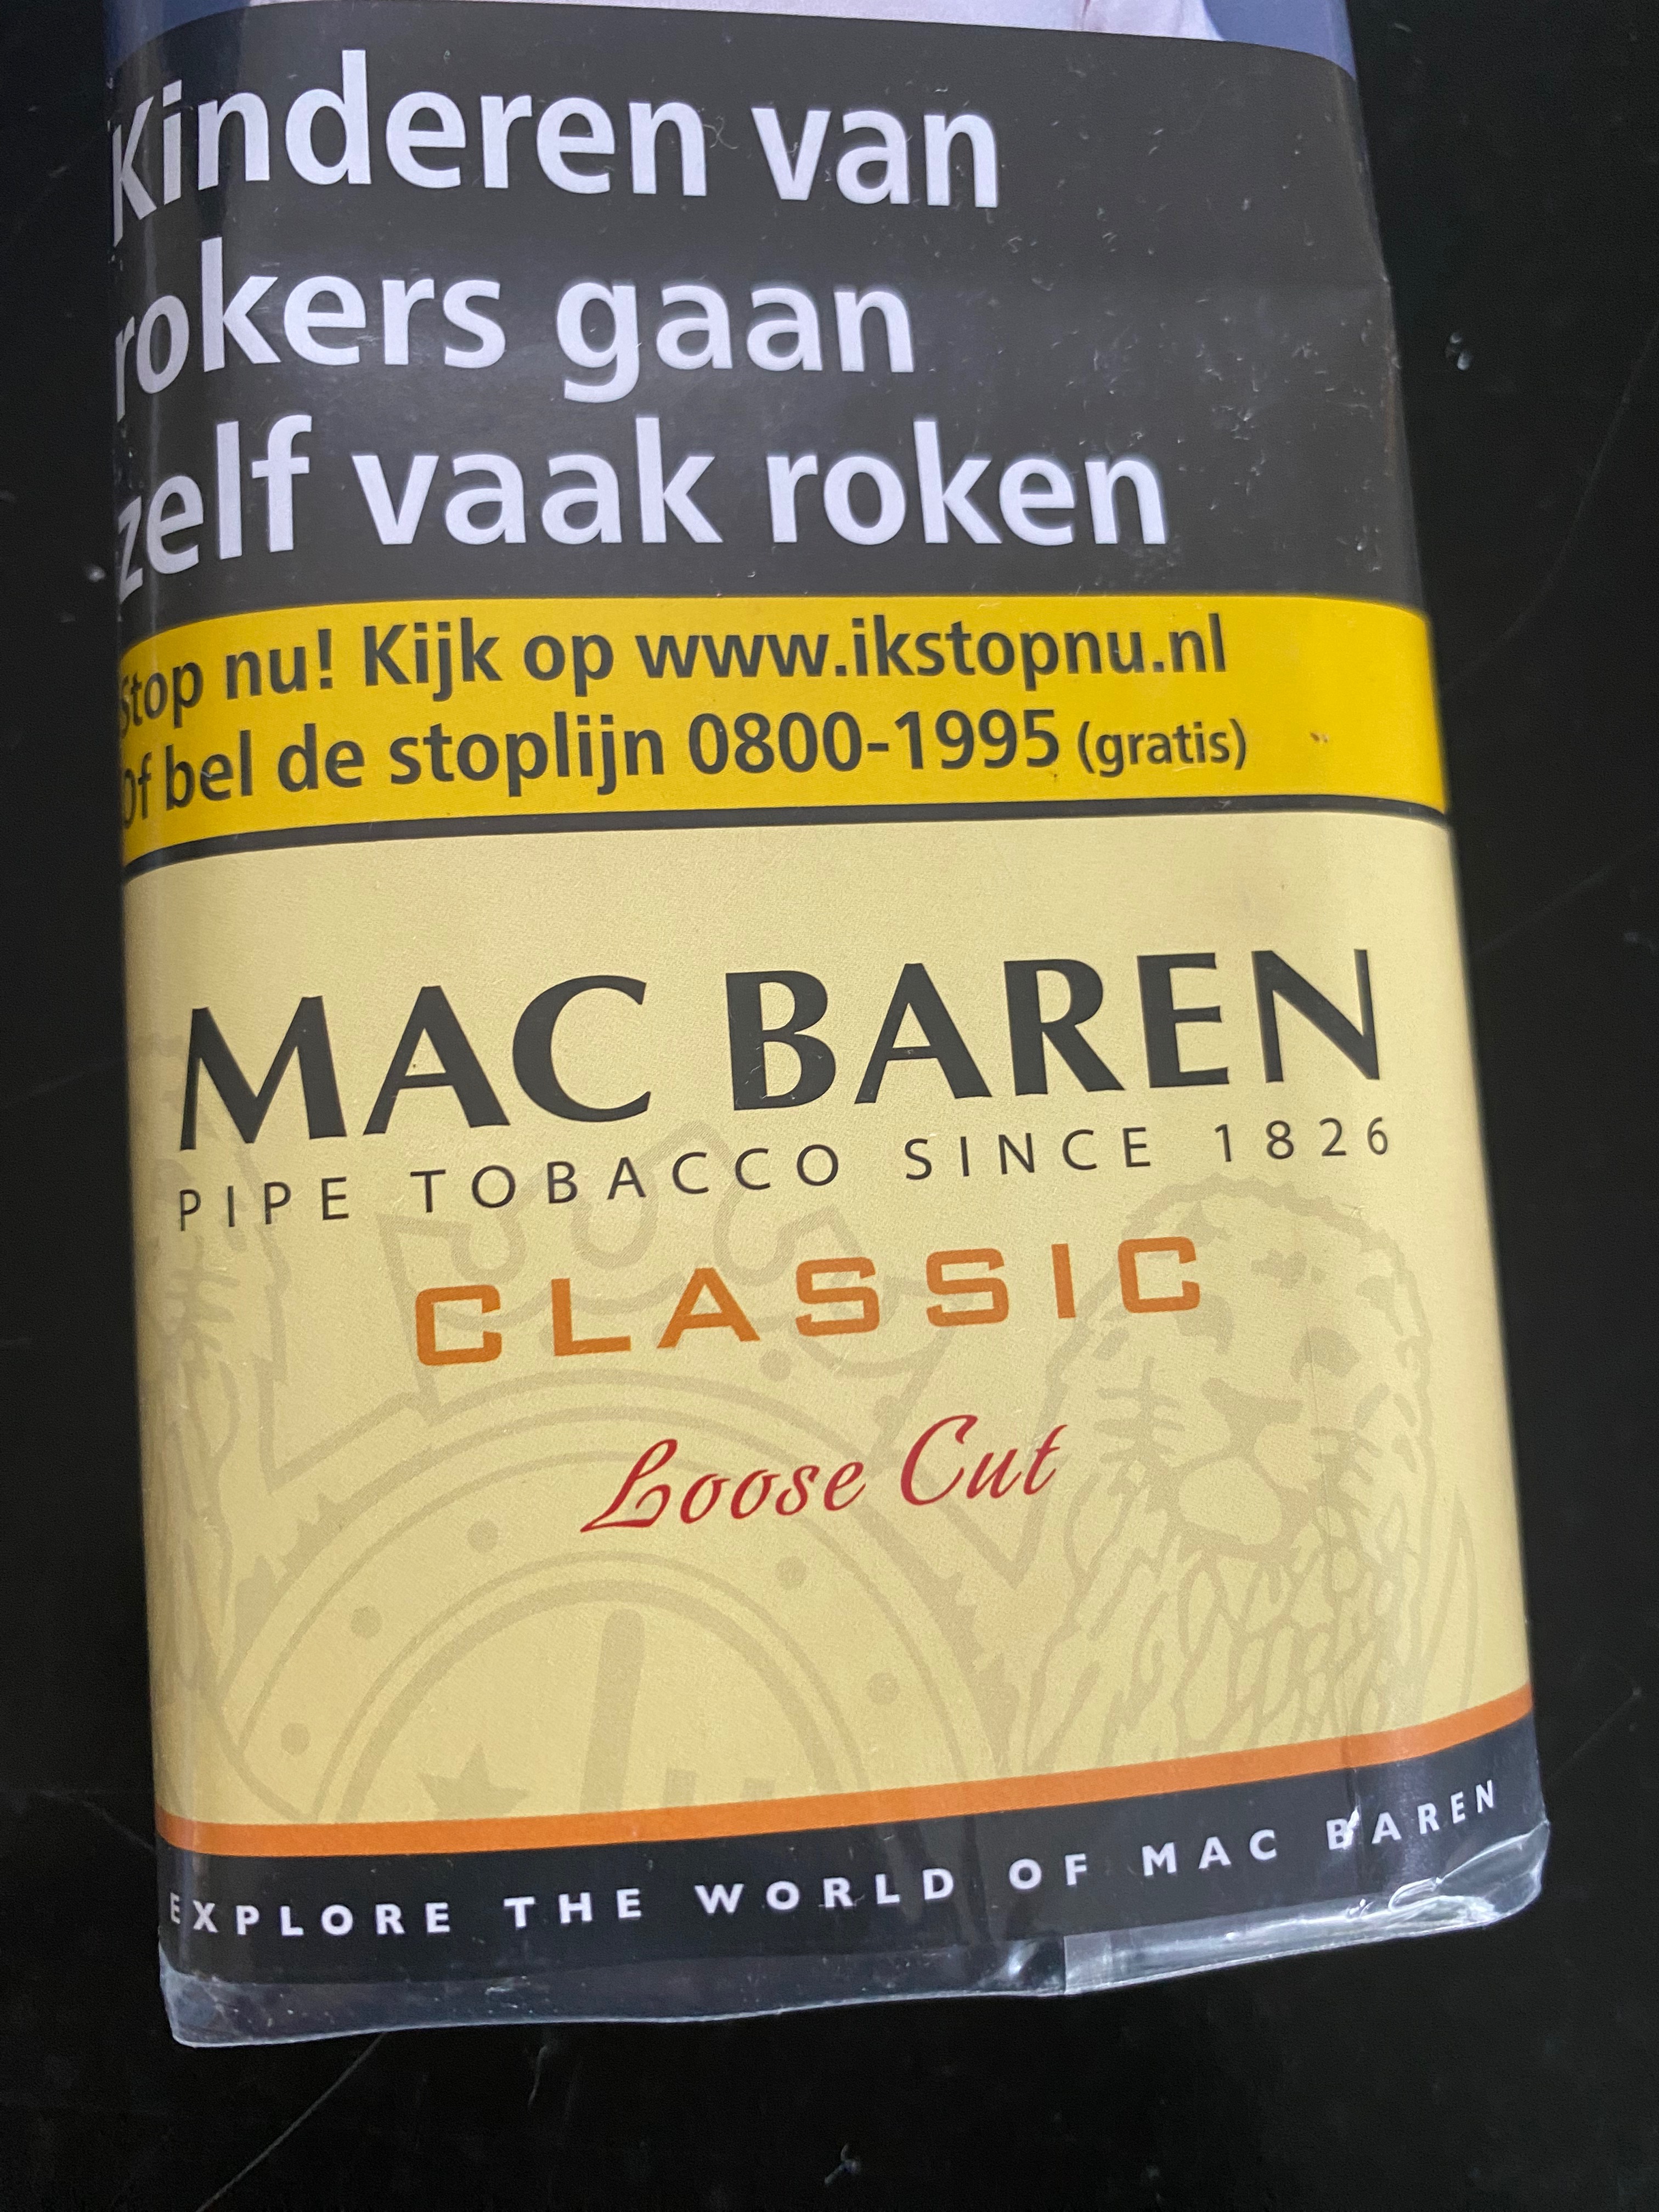 Kinderen van
rokers gaan
zelf vaak roken
Stop nu! Kijk op www.ikstopnu.nl
of bel de stoplijn 0800-1995 (gratis)
MAC BAREN
PIPE TOBACCO SINCE 1826
CLASSIC
Loose Cut
EXPLORE THE WORLD OF MAC BAREN